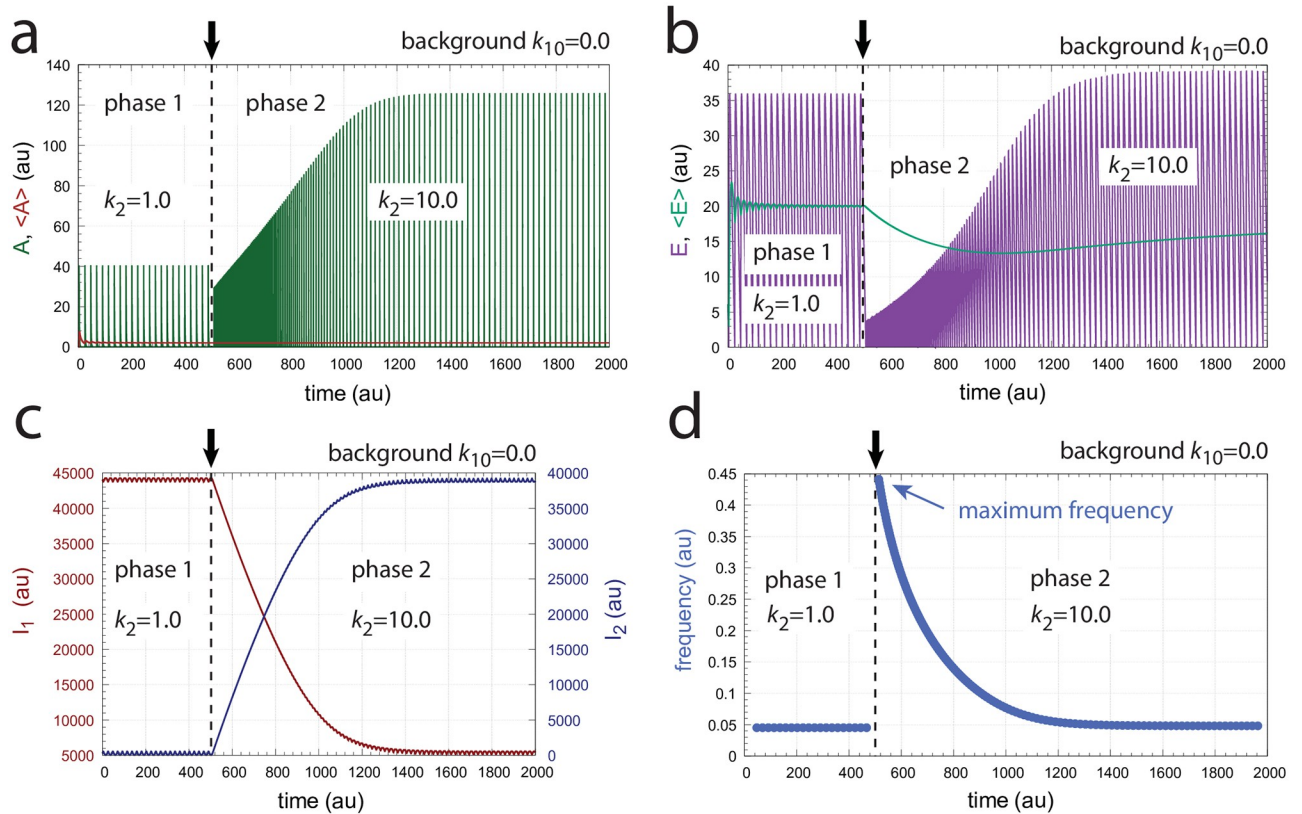 a
background k10=0.0
140
120
100
80
60
40
20
0
A, <A> (au)
phase 1
phase 2
k2=1.0
k2=10.0
0 200 400 600 800 1000 1200 1400 1600 1800 2000
time (au)
b
background k10=0.0
40
35
30
25
20
15
10
5
0
E, <E> (au)
phase 2
k2=10.0
phase 1
k2=1.0
0 200 400 600 800 1000 1200 1400 1600 1800 2000
time (au)
c
background k10=0.0
45000
40000
35000
30000
25000
20000
15000
10000
5000
I1 (au)
phase 1
phase 2
k2=1.0
k2=10.0
40000
35000
30000
25000
20000
15000
10000
5000
0
I2 (au)
0 200 400 600 800 1000 1200 1400 1600 1800 2000
time (au)
d
background k10=0.0
0.45
0.4
0.35
0.3
0.25
0.2
0.15
0.1
0.05
0
frequency (au)
maximum frequency
phase 1
phase 2
k2=1.0
k2=10.0
0 200 400 600 800 1000 1200 1400 1600 1800 2000
time (au)